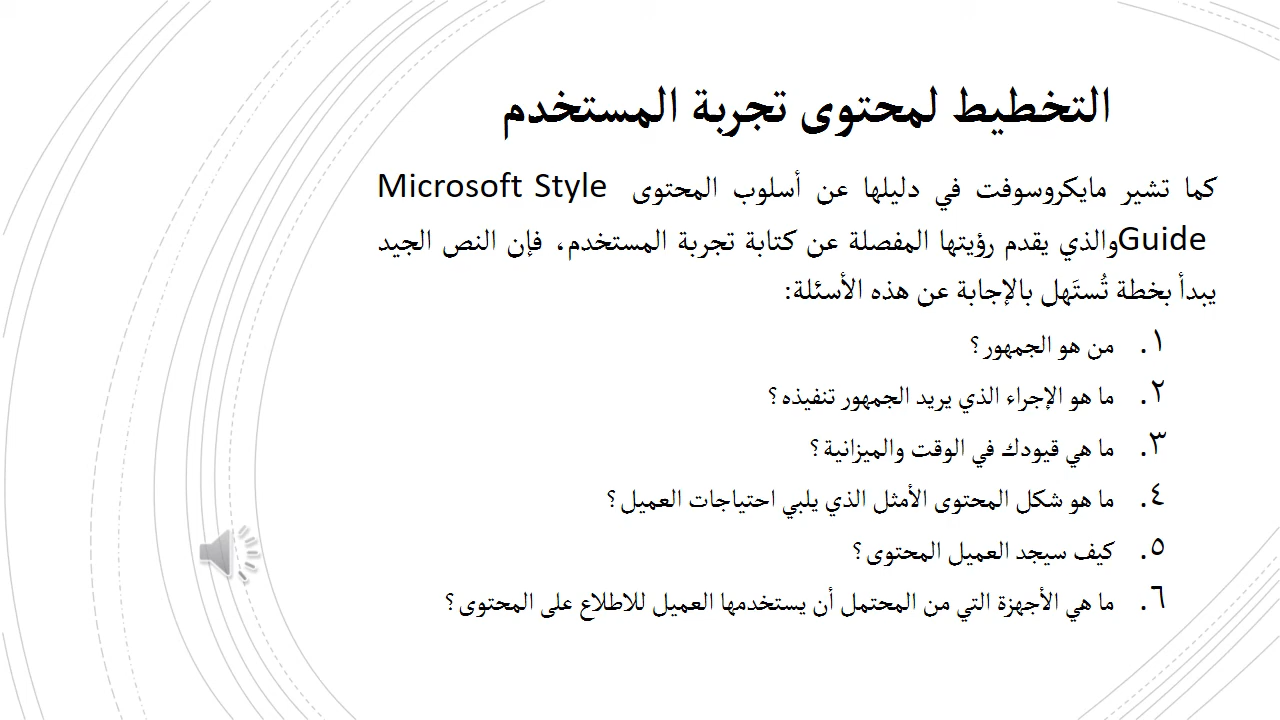 التخطيط لمحتوى تجربة المستخدم
كما تشير مايكروسوفت في دليلها عن أسلوب المحتوى Microsoft Style
Guideوالذي يقدم رؤيتها المفصلة عن كتابة تجربة المستخدم، فإن النص الجيد
يبدأ بخطة تُستَهل بالإجابة عن هذه الأسئلة:
١. من هو الجمهور؟
٢. ما هو الإجراء الذي يريد الجمهور تنفيذه؟
٣. ما هي قيودك في الوقت والميزانية؟
٤. ما هو شكل المحتوى الأمثل الذي يلبي احتياجات العميل؟
٥. كيف سيجد العميل المحتوى؟
٦. ما هي الأجهزة التي من المحتمل أن يستخدمها العميل للاطلاع على المحتوى؟